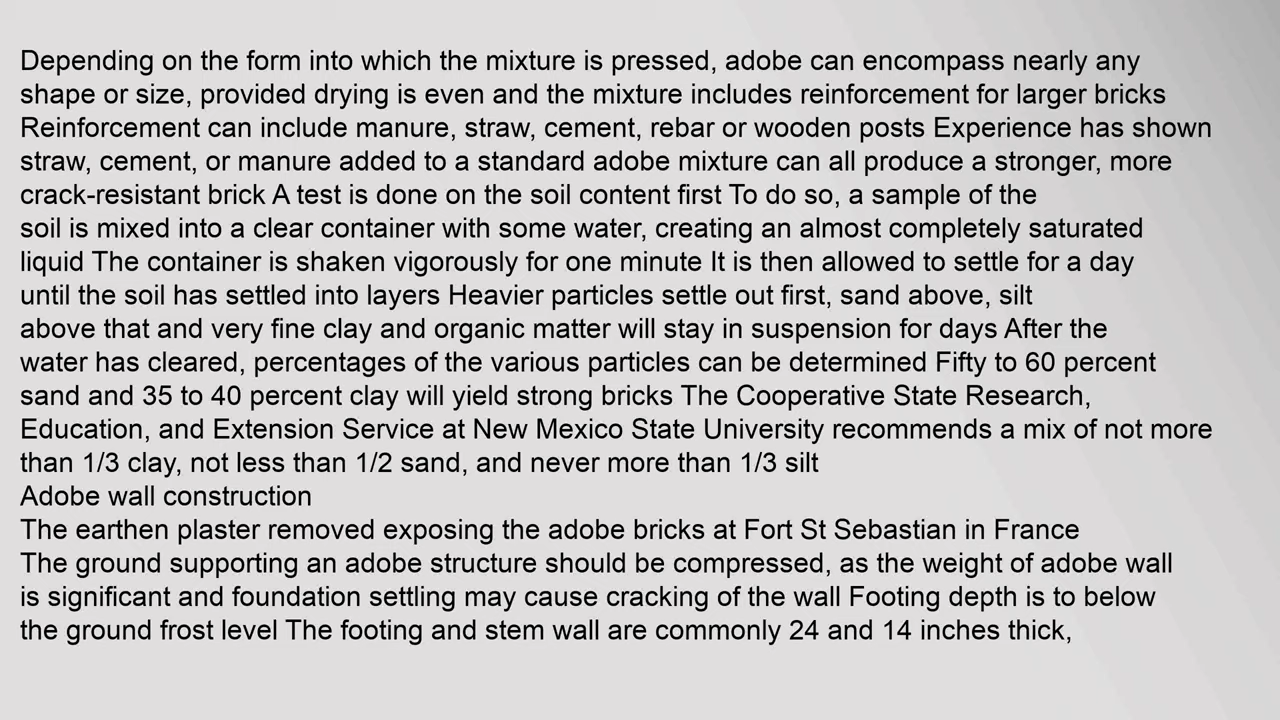 Depending on the form into which the mixture is pressed, adobe can encompass nearly any
shape or size, provided drying is even and the mixture includes reinforcement for larger bricks
Reinforcement can include manure, straw, cement, rebar or wooden posts Experience has shown
straw, cement, or manure added to a standard adobe mixture can all produce a stronger, more
crack-resistant brick A test is done on the soil content first To do so, a sample of the
soil is mixed into a clear container with some water, creating an almost completely saturated
liquid The container is shaken vigorously for one minute It is then allowed to settle for a day
until the soil has settled into layers Heavier particles settle out first, sand above, silt
above that and very fine clay and organic matter will stay in suspension for days After the
water has cleared, percentages of the various particles can be determined Fifty to 60 percent
sand and 35 to 40 percent clay will yield strong bricks The Cooperative State Research,
Education, and Extension Service at New Mexico State University recommends a mix of not more
than 1/3 clay, not less than 1/2 sand, and never more than 1/3 silt
Adobe wall construction
The earthen plaster removed exposing the adobe bricks at Fort St Sebastian in France
The ground supporting an adobe structure should be compressed, as the weight of adobe wall
is significant and foundation settling may cause cracking of the wall Footing depth is to below
the ground frost level The footing and stem wall are commonly 24 and 14 inches thick,